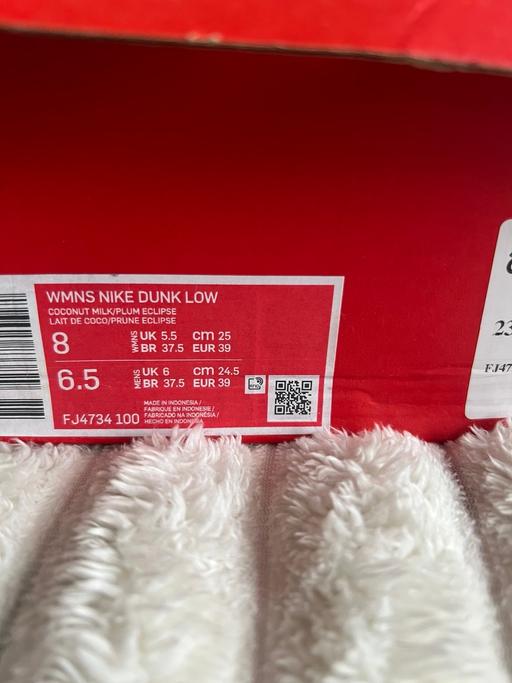 WMNS NIKE DUNK LOW
COCONUT MILK/PLUM ECLIPSE
LAIT DE COCO/PRUNE ECLIPSE
8 WMNS UK 5.5 cm 25
BR 37.5 EUR 39
6.5 MENS UK 6 cm 24.5
BR 37.5 EUR 39
MADE IN INDONESIA /
FABRIQUE EN INDONESIE /
FABRICADO NA INDONÉSIA /
FJ4734 100 HECHO EN INDONESIA
23
FJ47